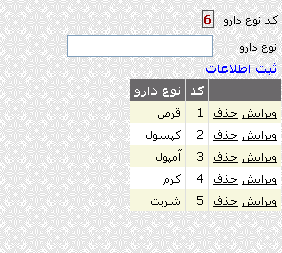 کد نوع دارو 6
نوع دارو
ثبت اطلاعات
کد نوع دارو
ویرایش حذف 1 قرص
ویرایش حذف 2 کپسول
ویرایش حذف 3 آمپول
ویرایش حذف 4 کرم
ویرایش حذف 5 شربت